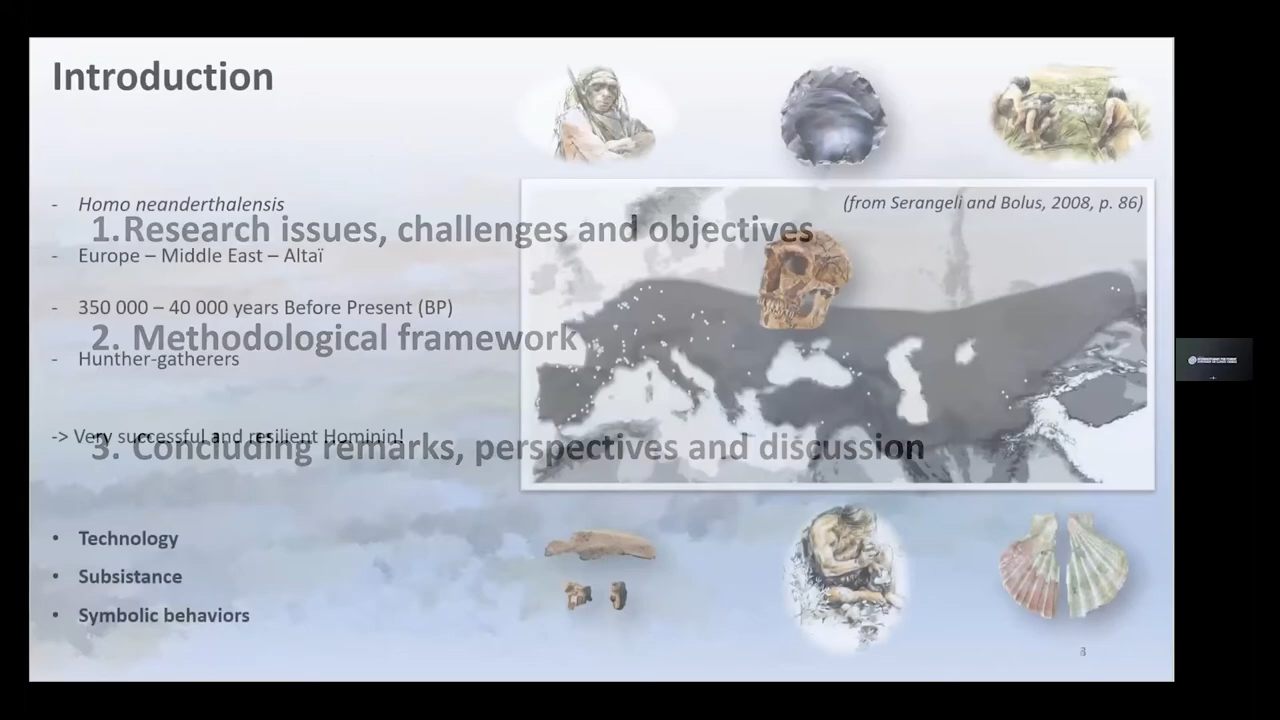 Introduction
(from Serangeli and Bolus, 2008, p. 86)
- Homo neanderthalensis
1. Research issues, challenges and objectives
- Europe – Middle East – Altaï
- 350 000 – 40 000 years Before Present (BP)
2. Methodological framework
- Hunther-gatherers
-> Very successful and resilient Hominin!
3. Concluding remarks, perspectives and discussion
• Technology
• Subsistance
• Symbolic behaviors